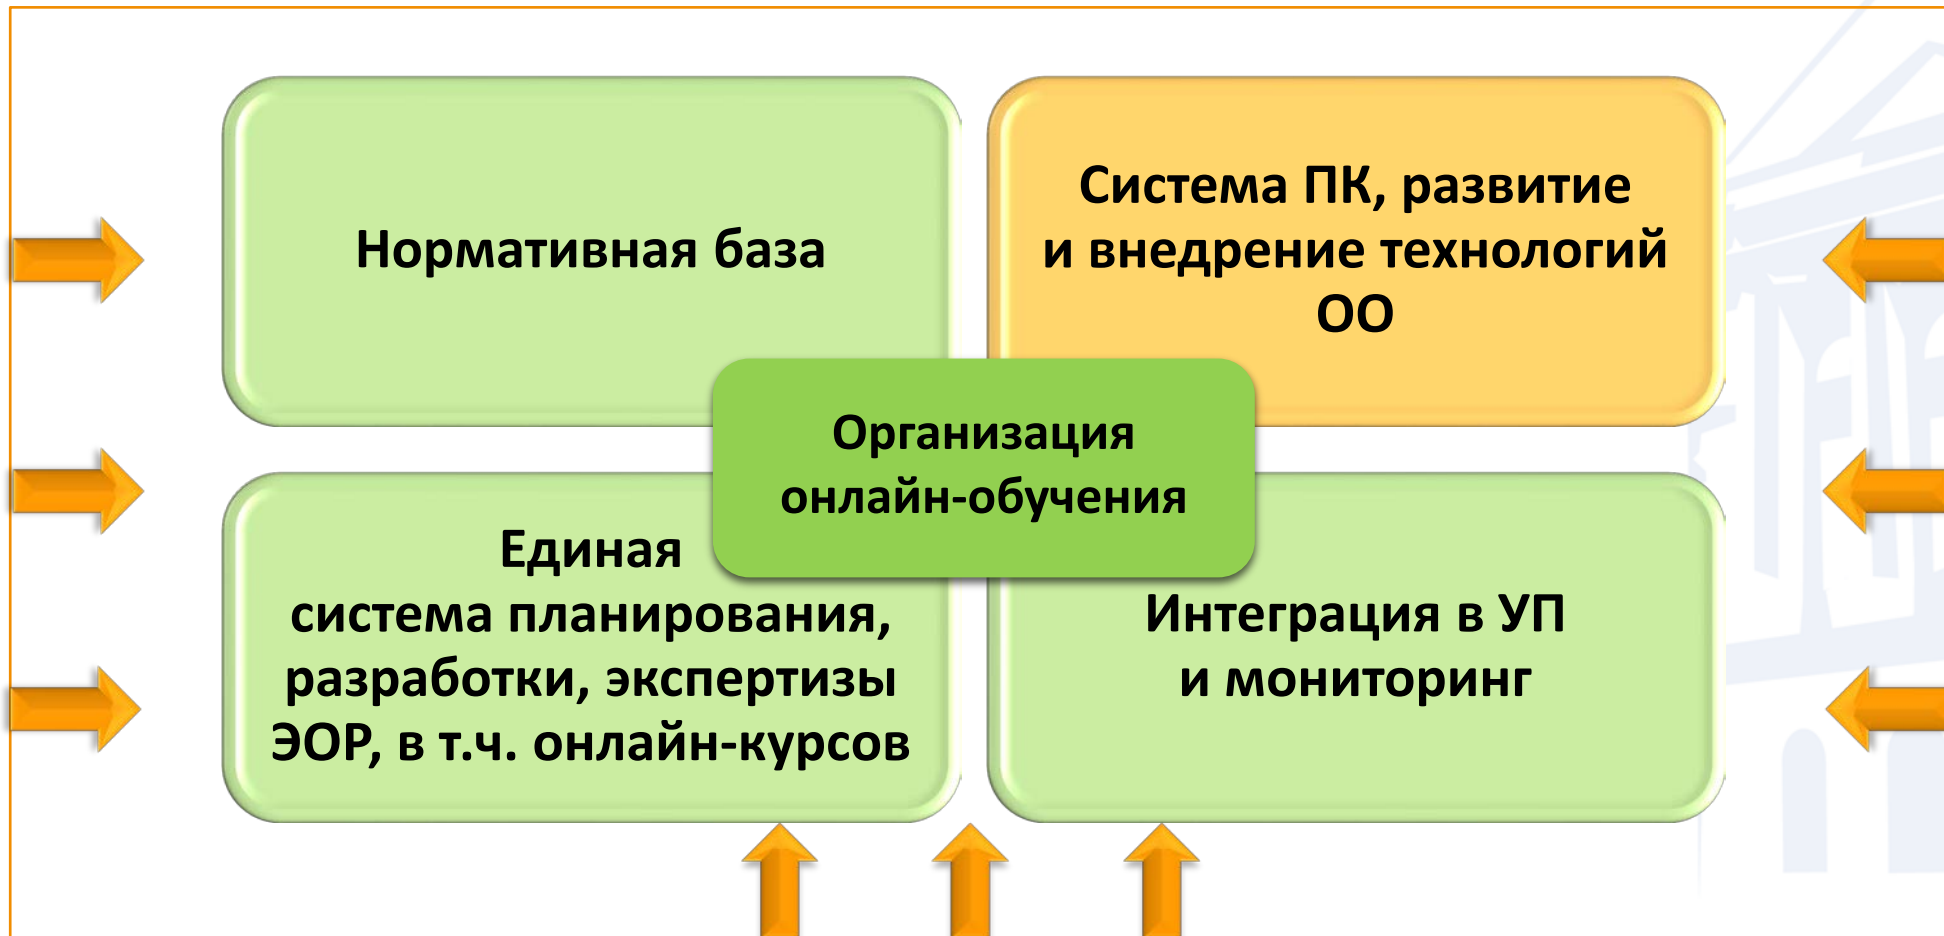 Нормативная база
Система ПК, развитие
и внедрение технологий
ОО
Организация
онлайн-обучения
Единая
система планирования,
разработки, экспертизы
ЭОР, в т.ч. онлайн-курсов
Интеграция в УП
и мониторинг